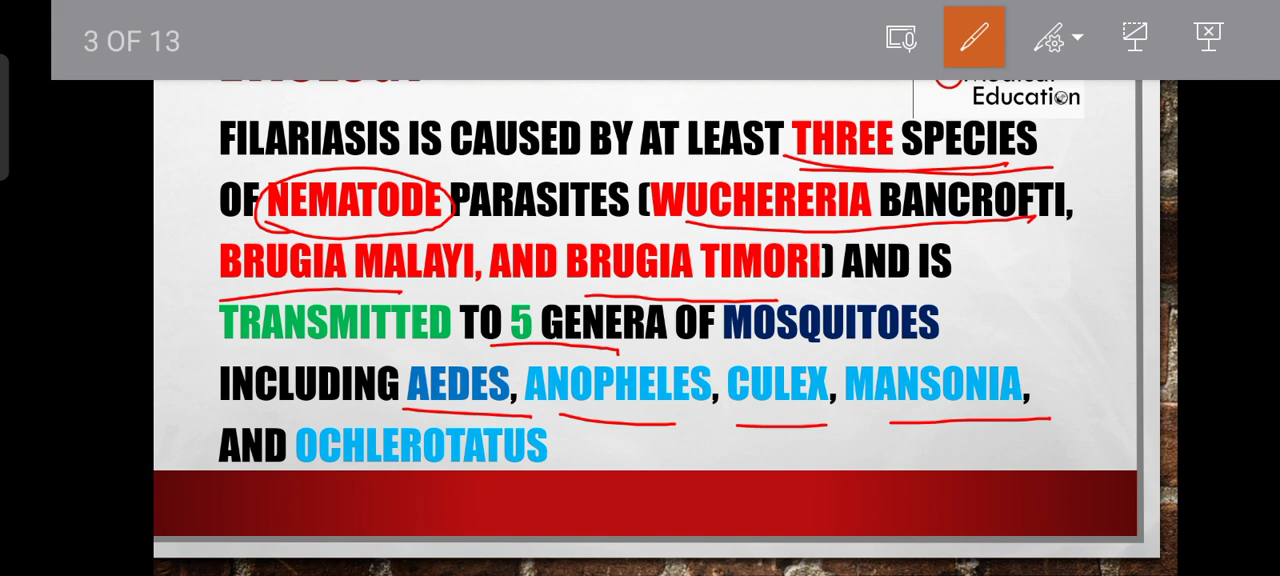 3 OF 13
Education
FILARIASIS IS CAUSED BY AT LEAST THREE SPECIES
OF NEMATODE PARASITES (WUCHERERIA BANCROFTI,
BRUGIA MALAYI, AND BRUGIA TIMORI) AND IS
TRANSMITTED TO 5 GENERA OF MOSQUITOES
INCLUDING AEDES, ANOPHELES, CULEX, MANSONIA,
AND OCHLEROTATUS